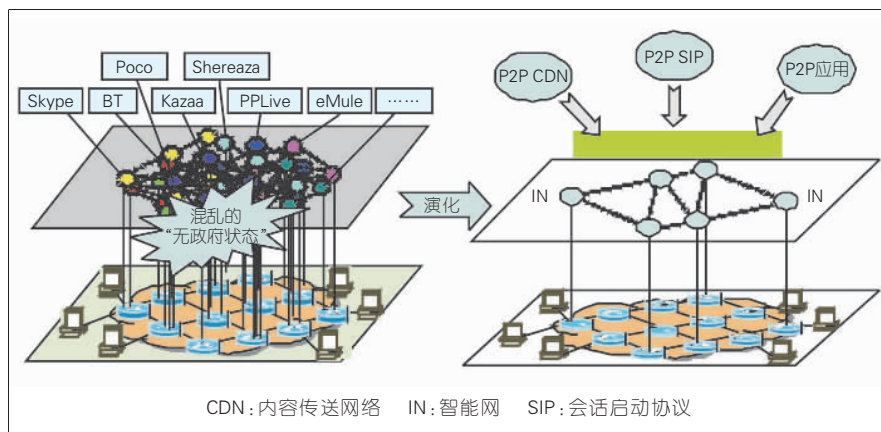 Poco
Shereaza
Skype
BT
Kazaa
PPLive
eMule
……
混乱的
“无政府状态”
演化
P2P CDN
P2P SIP
P2P应用
IN
IN
CDN：内容传送网络 IN：智能网 SIP：会话启动协议